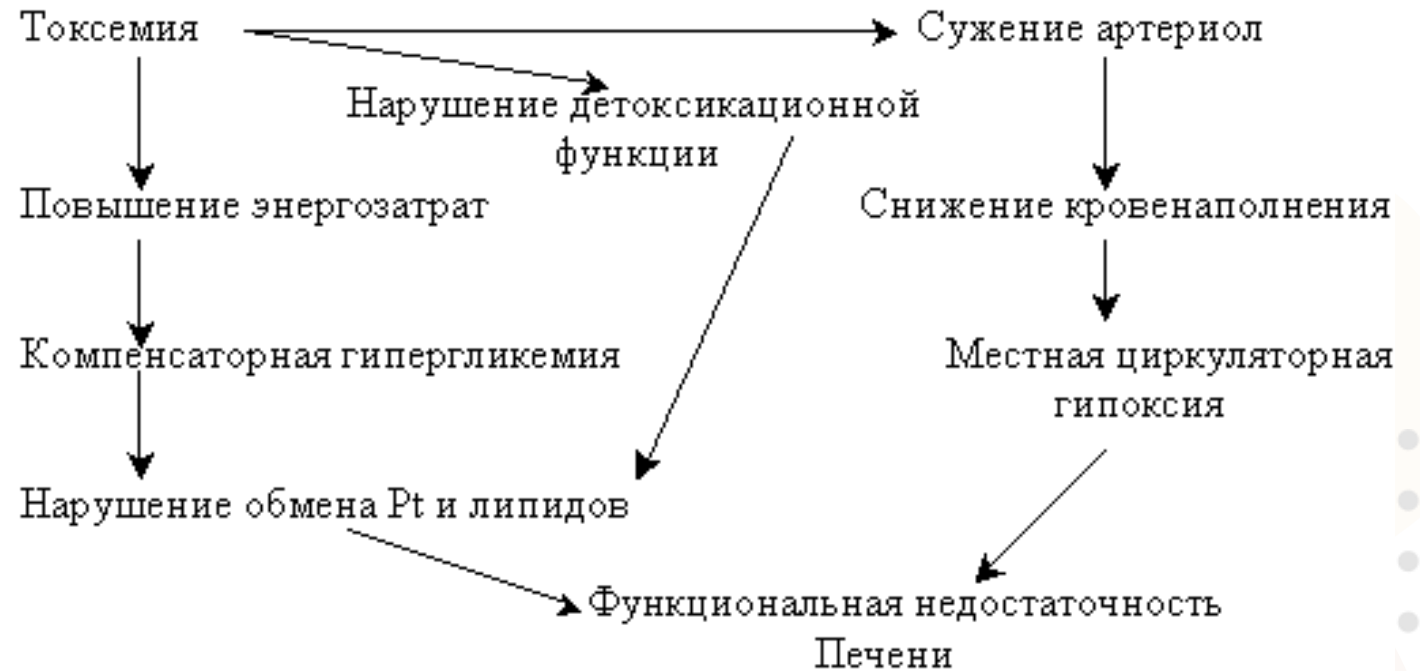 Токсемия
Сужение артериол
Нарушение детоксикационной
функции
Повышение энергозатрат
Снижение кровенаполнения
Компенсаторная гипергликемия
Местная циркуляторная
гипоксия
Нарушение обмена Pt и липидов
Функциональная недостаточность
Печени